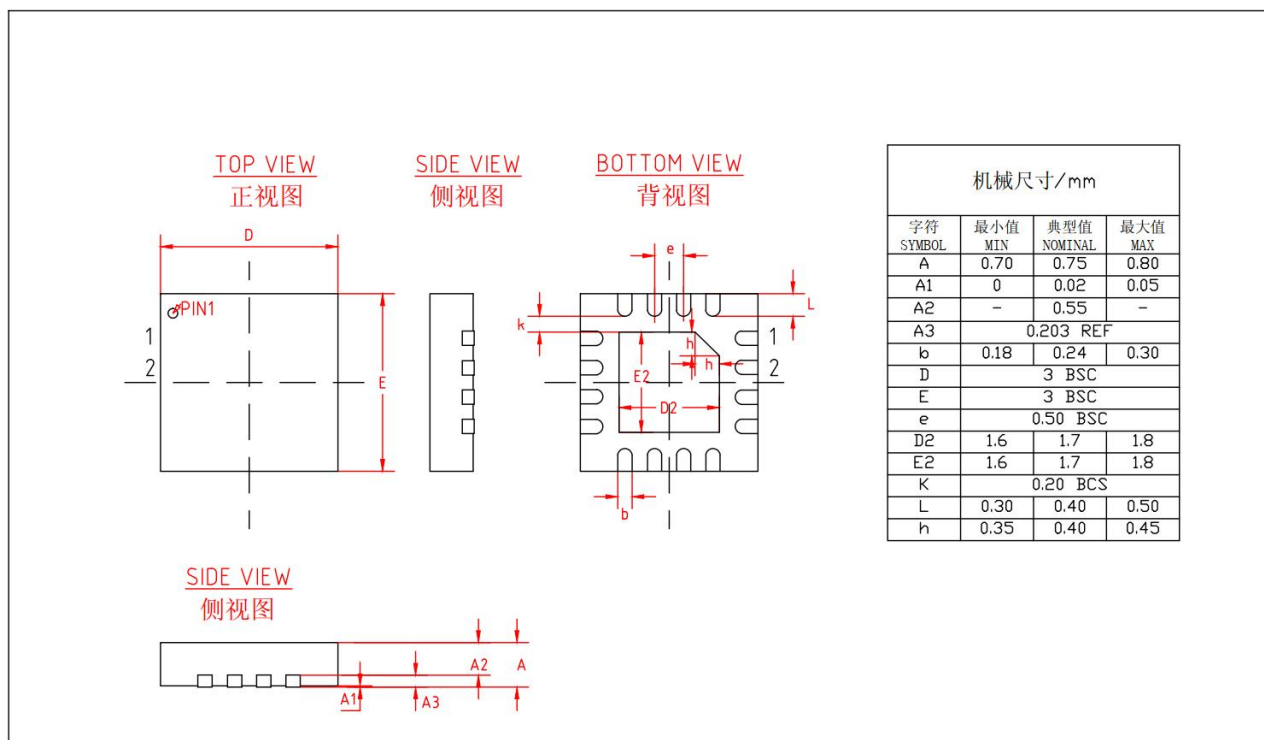 TOP VIEW
正视图
SIDE VIEW
侧视图
BOTTOM VIEW
背视图
D
PIN1
1
2
E
e
L
k
h
h
E2
D2
b
1
2
SIDE VIEW
侧视图
A1
A3
A2
A
机械尺寸/mm
字符 最小值 典型值 最大值
SYMBOL MIN NOMINAL MAX
A 0.70 0.75 0.80
A1 0 0.02 0.05
A2 - 0.55 -
A3 0.203 REF
b 0.18 0.24 0.30
D 3 BSC
E 3 BSC
e 0.50 BSC
D2 1.6 1.7 1.8
E2 1.6 1.7 1.8
K 0.20 BCS
L 0.30 0.40 0.50
h 0.35 0.40 0.45